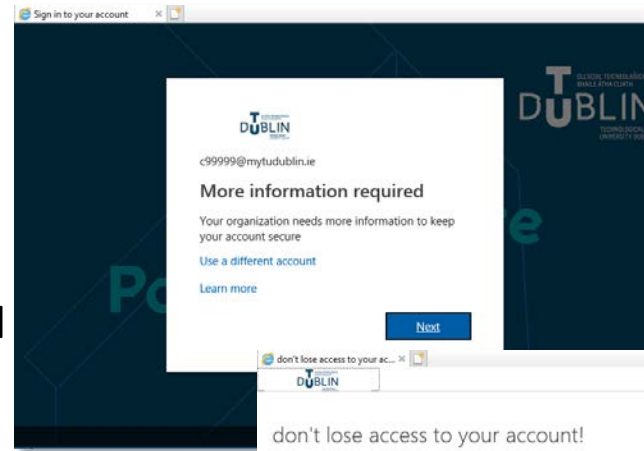 Sign in to your account
DUBLIN
TECHNOLOGICAL
DUBLIN
c99999@mytudublin.ie
More information required
Your organization needs more information to keep
your account secure
Use a different account
Learn more
Next
don't lose access to your ac...
DUBLIN
don't lose access to your account!